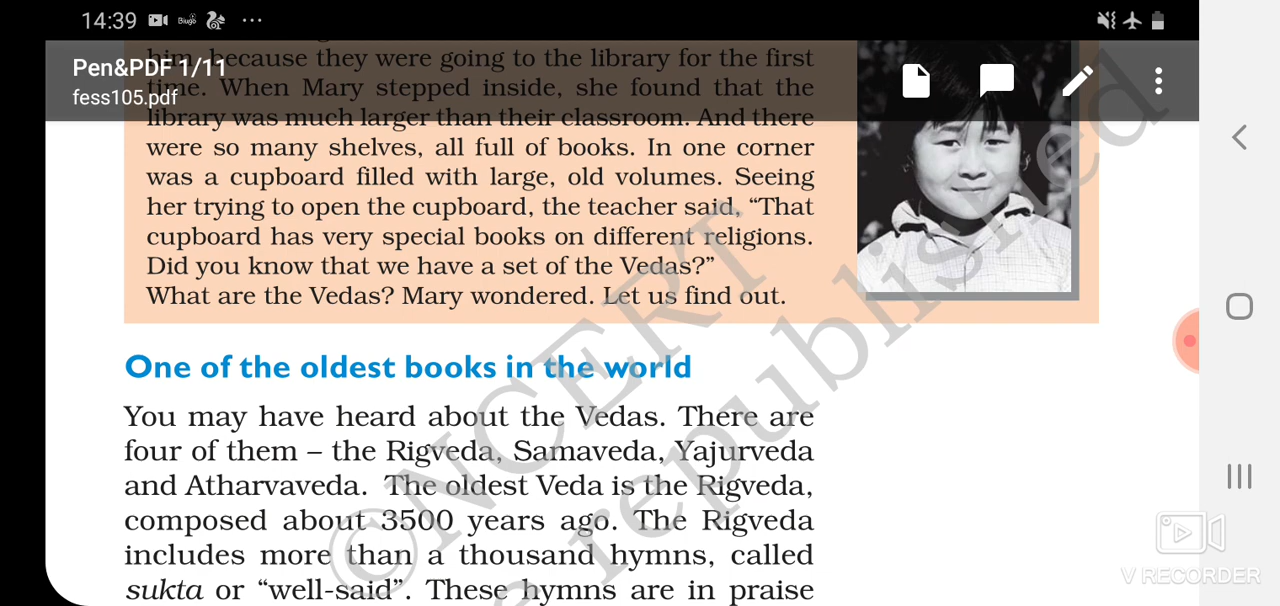 14:39
Biugo
...
him, because they were going to the library for the first
Pen&PDF 1/11
time. When Mary stepped inside, she found that the
fess105.pdf
library was much larger than their classroom. And there
were so many shelves, all full of books. In one corner
was a cupboard filled with large, old volumes. Seeing
her trying to open the cupboard, the teacher said, “That
cupboard has very special books on different religions.
Did you know that we have a set of the Vedas?”
What are the Vedas? Mary wondered. Let us find out.
One of the oldest books in the world
You may have heard about the Vedas. There are
four of them – the Rigveda, Samaveda, Yajurveda
and Atharvaveda. The oldest Veda is the Rigveda,
composed about 3500 years ago. The Rigveda
includes more than a thousand hymns, called
sukta or “well-said”. These hymns are in praise
©NCERT
republished
V RECORDER